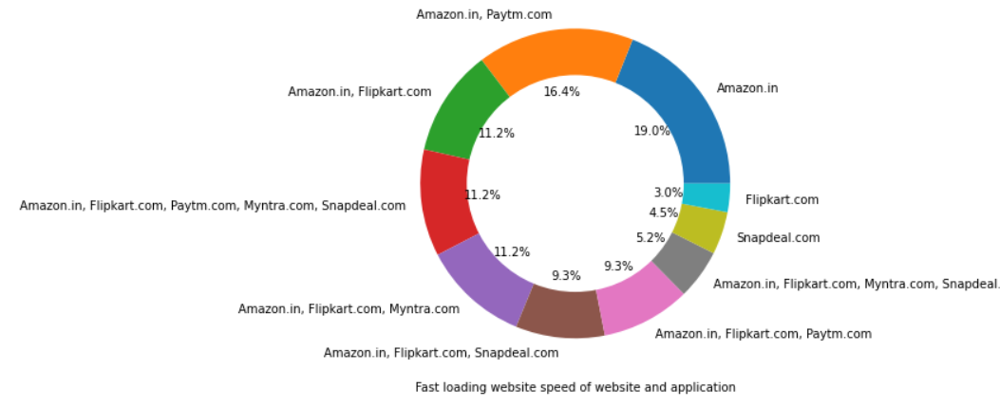 Amazon.in, Paytm.com
Amazon.in, Flipkart.com
Amazon.in
16.4%
19.0%
11.2%
Amazon.in, Flipkart.com, Paytm.com, Myntra.com, Snapdeal.com
11.2%
3.0%
Flipkart.com
4.5%
Snapdeal.com
5.2%
11.2%
9.3%
9.3%
Amazon.in, Flipkart.com, Myntra.com, Snapdeal.
Amazon.in, Flipkart.com, Myntra.com
Amazon.in, Flipkart.com, Paytm.com
Amazon.in, Flipkart.com, Snapdeal.com
Fast loading website speed of website and application